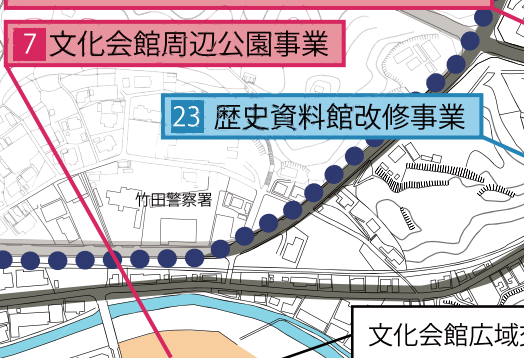 7 文化会館周辺公園事業
23 歴史資料館改修事業
竹田警察署
文化会館広域